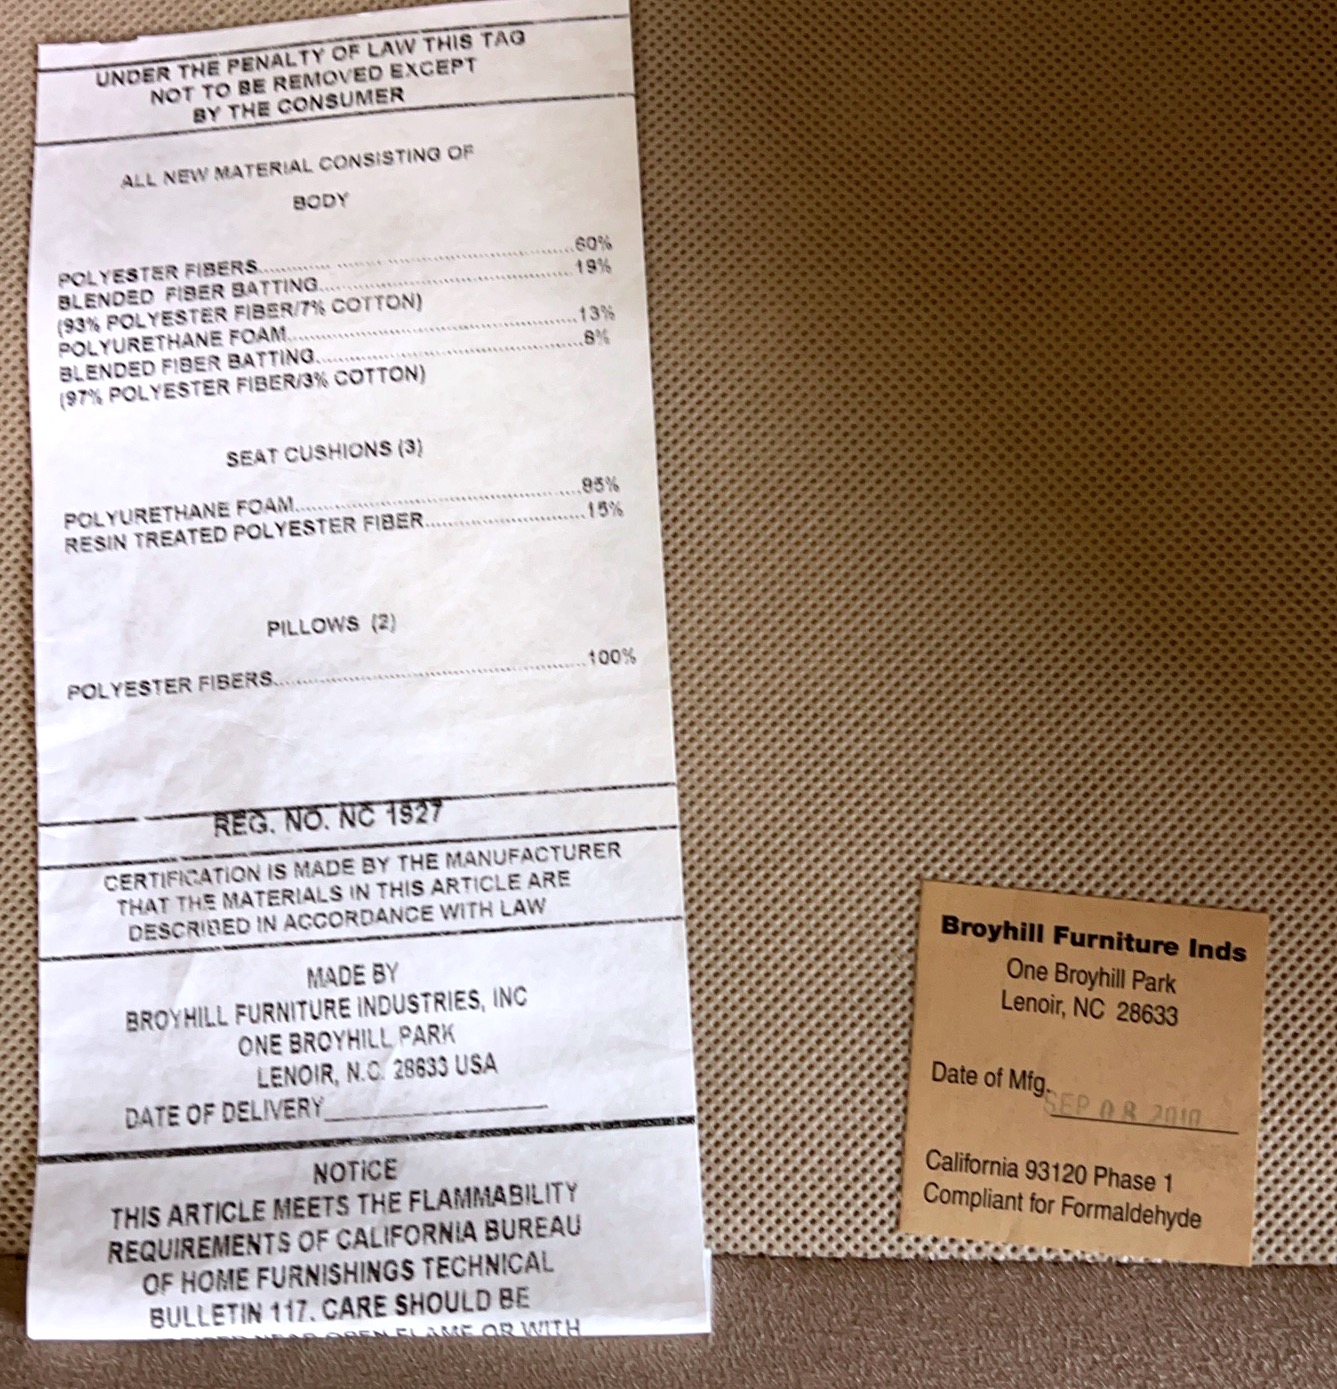 UNDER THE PENALTY OF LAW THIS TAG
NOT TO BE REMOVED EXCEPT
BY THE CONSUMER
ALL NEW MATERIAL CONSISTING OF
BODY
POLYESTER FIBERS..........................60%
BLENDED FIBER BATTING..........................19%
(93% POLYESTER FIBER/7% COTTON)
POLYURETHANE FOAM..........................13%
BLENDED FIBER BATTING..........................8%
(97% POLYESTER FIBER/3% COTTON)
SEAT CUSHIONS (3)
POLYURETHANE FOAM..........................85%
RESIN TREATED POLYESTER FIBER..........................15%
PILLOWS (2)
POLYESTER FIBERS..........................100%
REG. NO. NC 1927
CERTIFICATION IS MADE BY THE MANUFACTURER
THAT THE MATERIALS IN THIS ARTICLE ARE
DESCRIBED IN ACCORDANCE WITH LAW
MADE BY
BROYHILL FURNITURE INDUSTRIES, INC
ONE BROYHILL PARK
LENOIR, N.C. 28633 USA
DATE OF DELIVERY
NOTICE
THIS ARTICLE MEETS THE FLAMMABILITY
REQUIREMENTS OF CALIFORNIA BUREAU
OF HOME FURNISHINGS TECHNICAL
BULLETIN 117. CARE SHOULD BE
NEAR OPEN FLAME OR WITH
Broyhill Furniture Inds
One Broyhill Park
Lenoir, NC 28633
Date of Mfg. SEP 08 2010
California 93120 Phase 1
Compliant for Formaldehyde